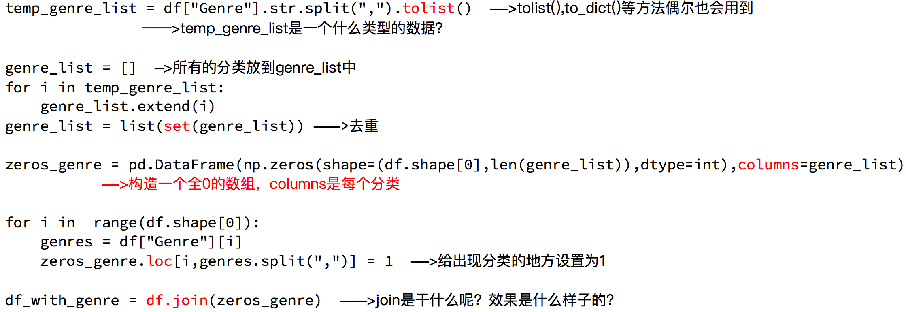 temp_genre_list = df["Genre"].str.split(",").tolist() ——>tolist(),to_dict()等方法偶尔也会用到
——>temp_genre_list是一个什么类型的数据?
genre_list = [] —>所有的分类放到genre_list中
for i in temp_genre_list:
genre_list.extend(i)
genre_list = list(set(genre_list)) ——>去重
zeros_genre = pd.DataFrame(np.zeros(shape=(df.shape[0],len(genre_list)),dtype=int),columns=genre_list)
——>构造一个全0的数组，columns是每个分类
for i in range(df.shape[0]):
genres = df["Genre"][i]
zeros_genre.loc[i,genres.split(",")] = 1 ——>给出现分类的地方设置为1
df_with_genre = df.join(zeros_genre) ——>join是干什么呢？效果是什么样子的？